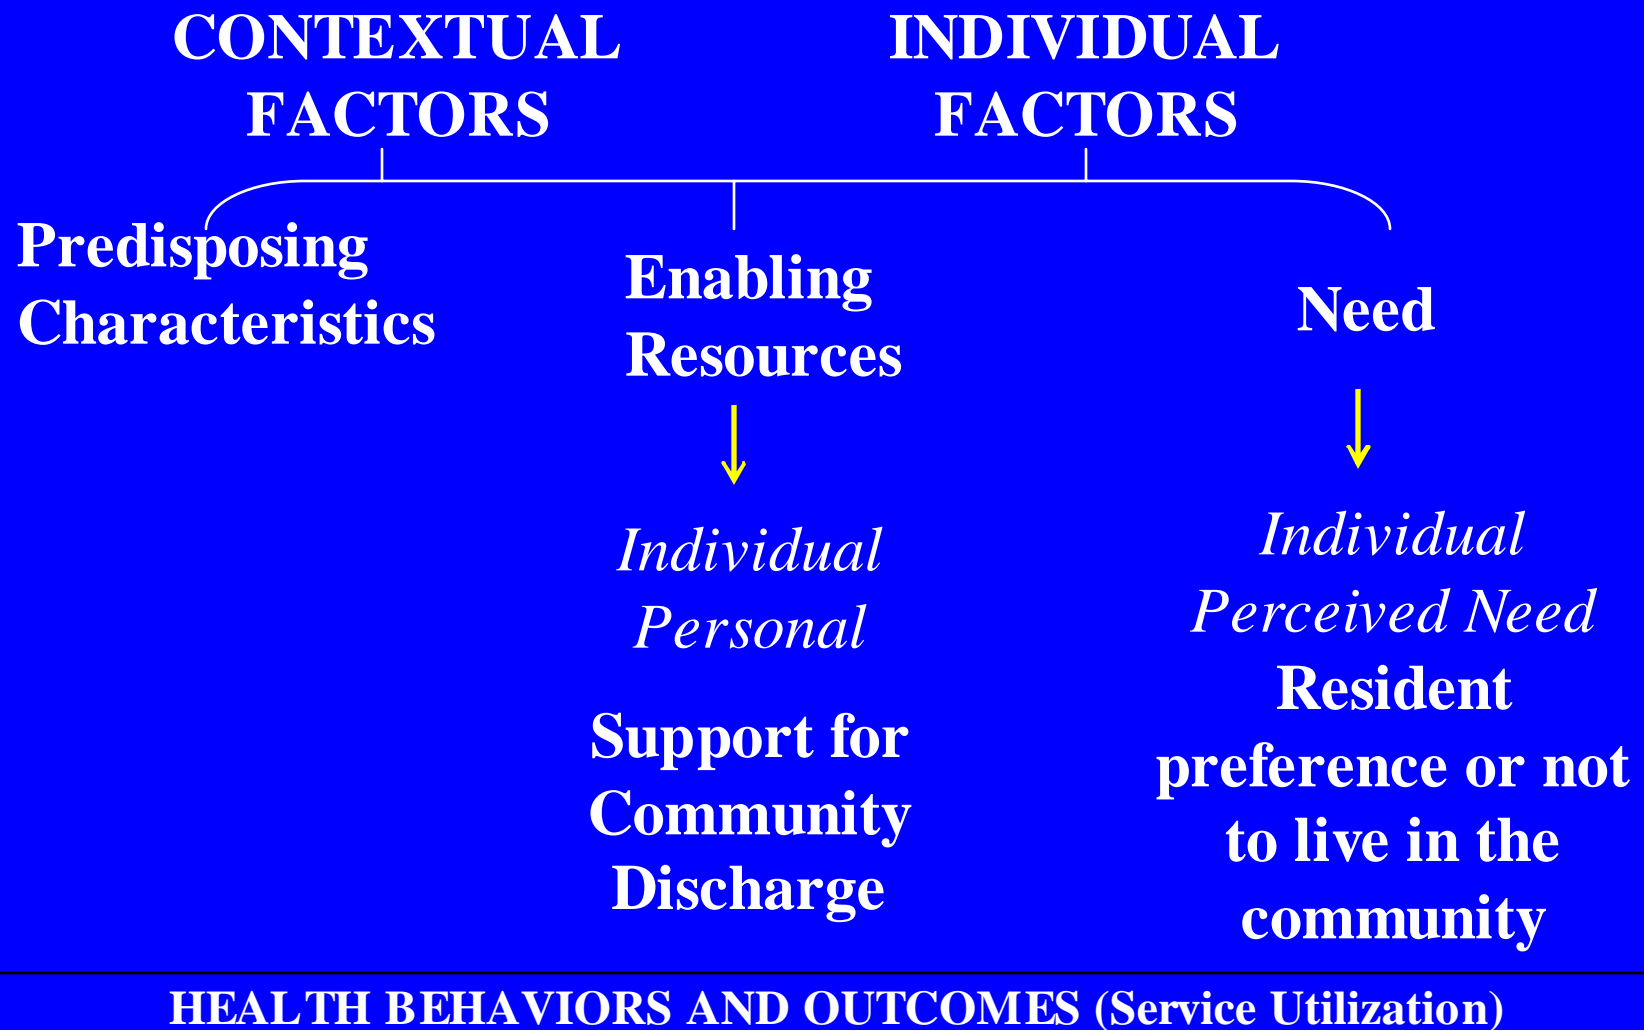 CONTEXTUAL
FACTORS
INDIVIDUAL
FACTORS
Predisposing
Characteristics
Enabling
Resources
Need
Individual
Personal
Support for
Community
Discharge
Individual
Perceived Need
Resident
preference or not
to live in the
community
HEALTH BEHAVIORS AND OUTCOMES (Service Utilization)